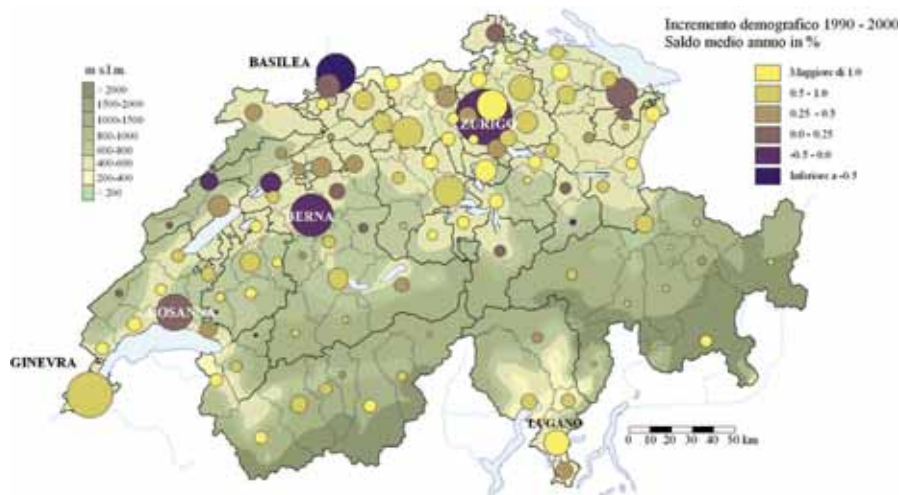 Incremento demografico 1990 - 2000
Saldo medio annuo in %
Maggiore di 1.0
0.5 - 1.0
0.25 - 0.5
0.0 - 0.25
-0.5 - 0.0
Inferiore a -0.5
m s.l.m.
> 2000
1500-2000
1000-1500
800-1000
600-800
400-600
200-400
< 200
BASILEA
ZURIGO
BERNA
LOSANNA
GINEVRA
LUGANO
0 10 20 30 40 50 km